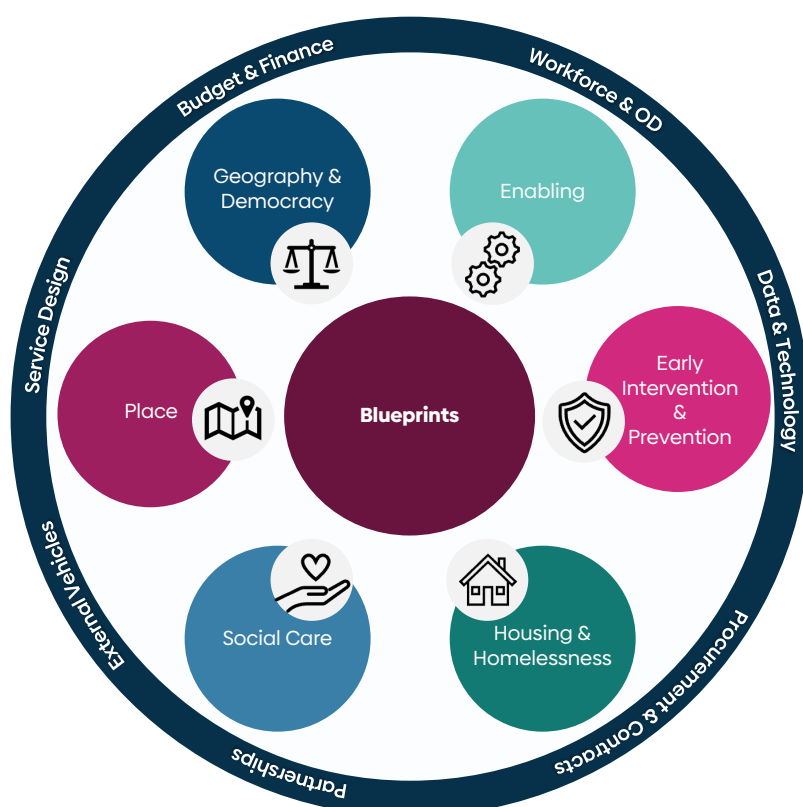 Budget & Finance
Workforce & OD
Data & Technology
Procurement & Contracts
Partnerships
External Vehicles
Service Design
Geography &
Democracy
Enabling
Early
Intervention
&
Prevention
Housing &
Homelessness
Social Care
Place
Blueprints